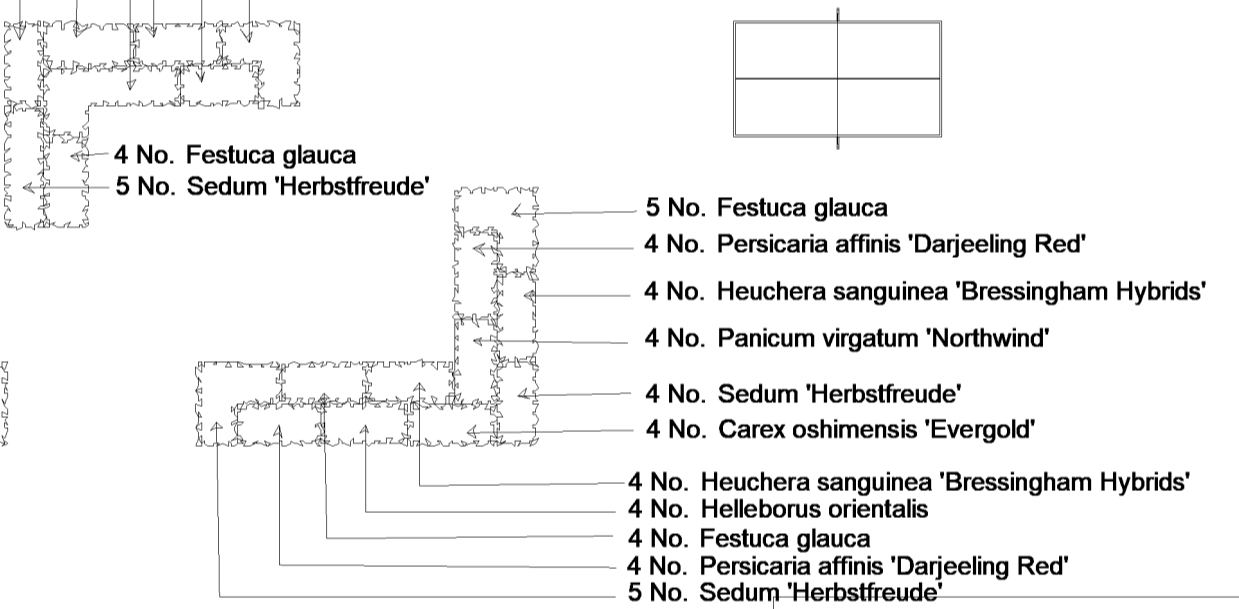 4 No. Festuca glauca
5 No. Sedum 'Herbstfreude'
5 No. Festuca glauca
4 No. Persicaria affinis 'Darjeeling Red'
4 No. Heuchera sanguinea 'Bressingham Hybrids'
4 No. Panicum virgatum 'Northwind'
4 No. Sedum 'Herbstfreude'
4 No. Carex oshimensis 'Evergold'
4 No. Heuchera sanguinea 'Bressingham Hybrids'
4 No. Helleborus orientalis
4 No. Festuca glauca
4 No. Persicaria affinis 'Darjeeling Red'
5 No. Sedum 'Herbstfreude'